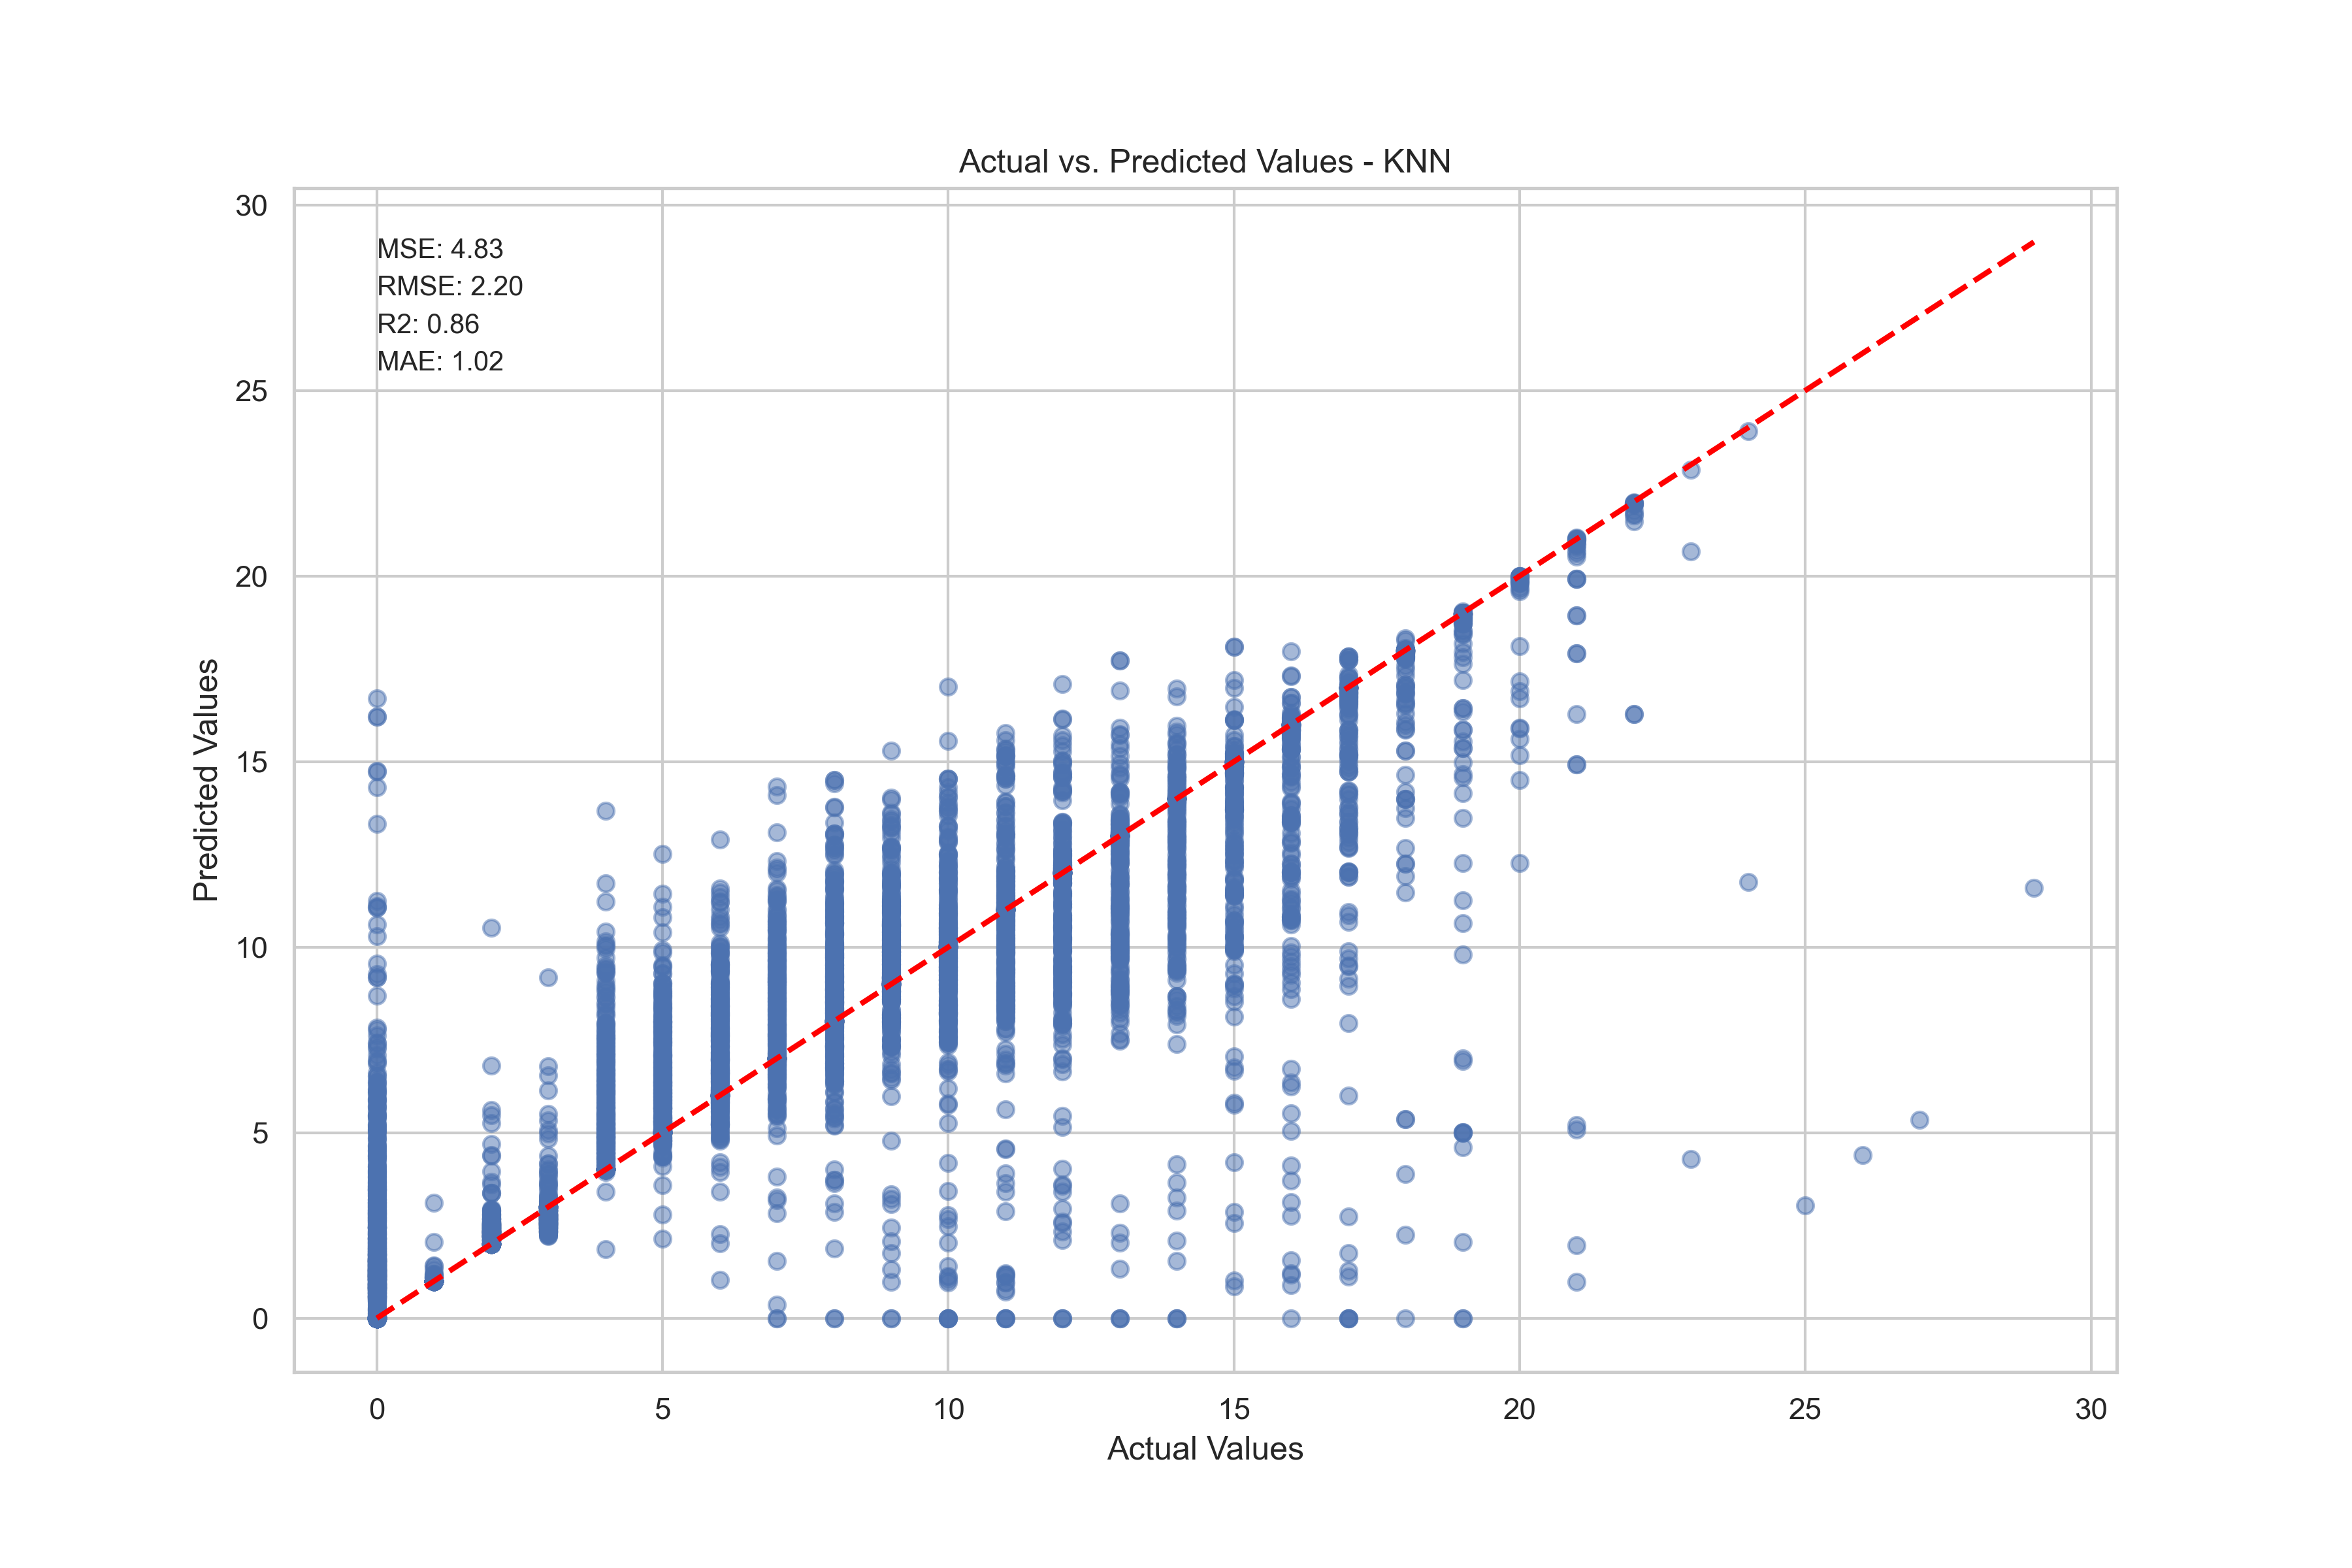 Actual vs. Predicted Values - KNN
30
MSE: 4.83
RMSE: 2.20
R2: 0.86
MAE: 1.02
25
20
15
10
5
0
Predicted Values
0 5 10 15 20 25 30
Actual Values